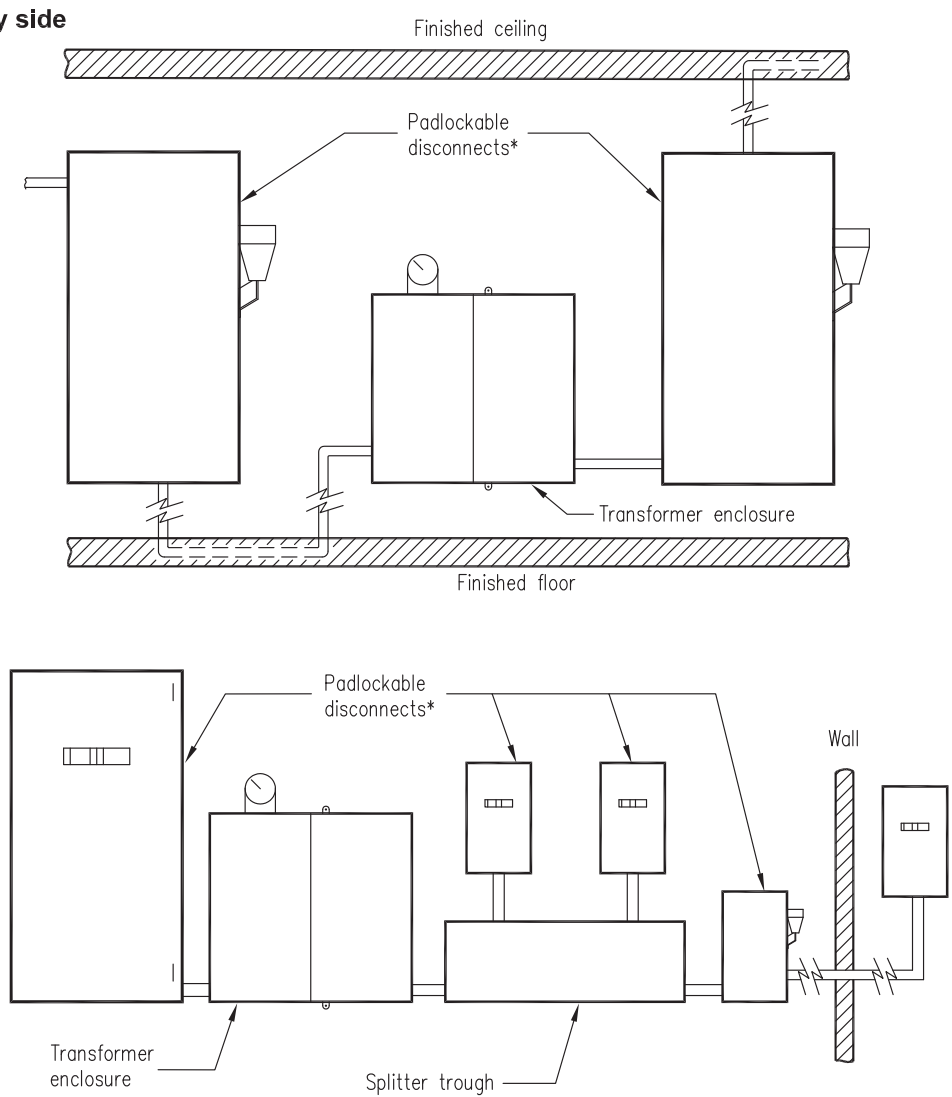 y side
Finished ceiling
Padlockable
disconnects*
Transformer enclosure
Finished floor
Padlockable
disconnects*
Wall
Transformer
enclosure
Splitter trough